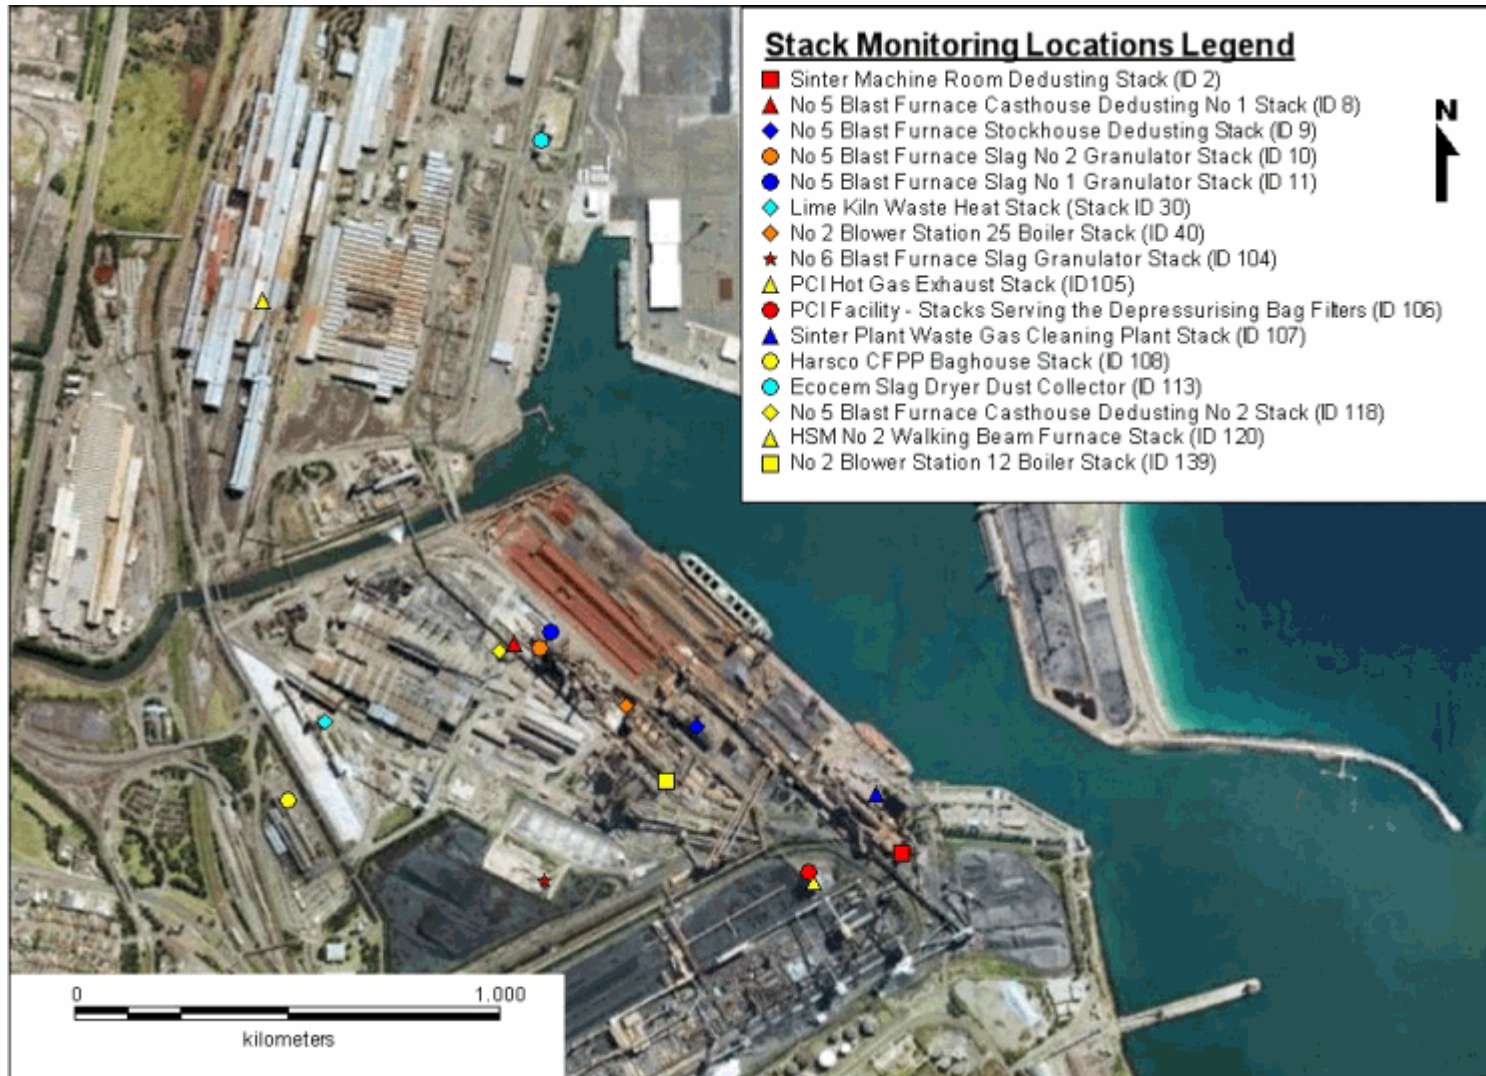 Stack Monitoring Locations Legend
Sinter Machine Room Dedusting Stack (ID 2)
No 5 Blast Furnace Casthouse Dedusting No 1 Stack (ID 8)
No 5 Blast Furnace Stockhouse Dedusting Stack (ID 9)
No 5 Blast Furnace Slag No 2 Granulator Stack (ID 10)
No 5 Blast Furnace Slag No 1 Granulator Stack (ID 11)
Lime Kiln Waste Heat Stack (Stack ID 30)
No 2 Blower Station 25 Boiler Stack (ID 40)
No 6 Blast Furnace Slag Granulator Stack (ID 104)
PCI Hot Gas Exhaust Stack (ID105)
PCI Facility - Stacks Serving the Depressurising Bag Filters (ID 106)
Sinter Plant Waste Gas Cleaning Plant Stack (ID 107)
Harsco CFPP Baghouse Stack (ID 108)
Ecocem Slag Dryer Dust Collector (ID 113)
No 5 Blast Furnace Casthouse Dedusting No 2 Stack (ID 118)
HSM No 2 Walking Beam Furnace Stack (ID 120)
No 2 Blower Station 12 Boiler Stack (ID 139)
N
0 1,000
kilometers